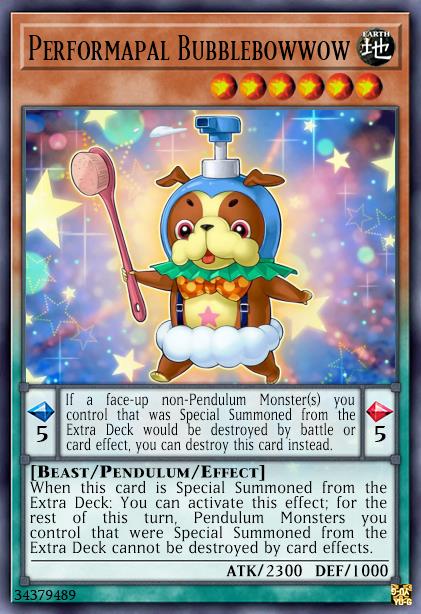 PERFORMAPAL BUBBLEBOWWOW
EARTH
地
If a face-up non-Pendulum Monster(s) you
control that was Special Summoned from the
Extra Deck would be destroyed by battle or
card effect, you can destroy this card instead.
5
5
[BEAST/PENDULUM/EFFECT]
When this card is Special Summoned from the
Extra Deck: You can activate this effect; for the
rest of this turn, Pendulum Monsters you
control that were Special Summoned from the
Extra Deck cannot be destroyed by card effects.
ATK/2300 DEF/1000
34379489